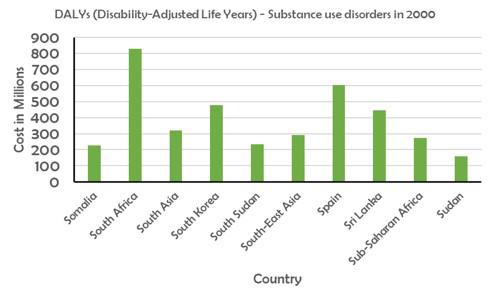 DALYs (Disability-Adjusted Life Years) - Substance use disorders in 2000
Cost in Millions
900
800
700
600
500
400
300
200
100
0
Somalia
South Africa
South Asia
South Korea
South Sudan
South-East Asia
Spain
Sri Lanka
Sub-Saharan Africa
Sudan
Country